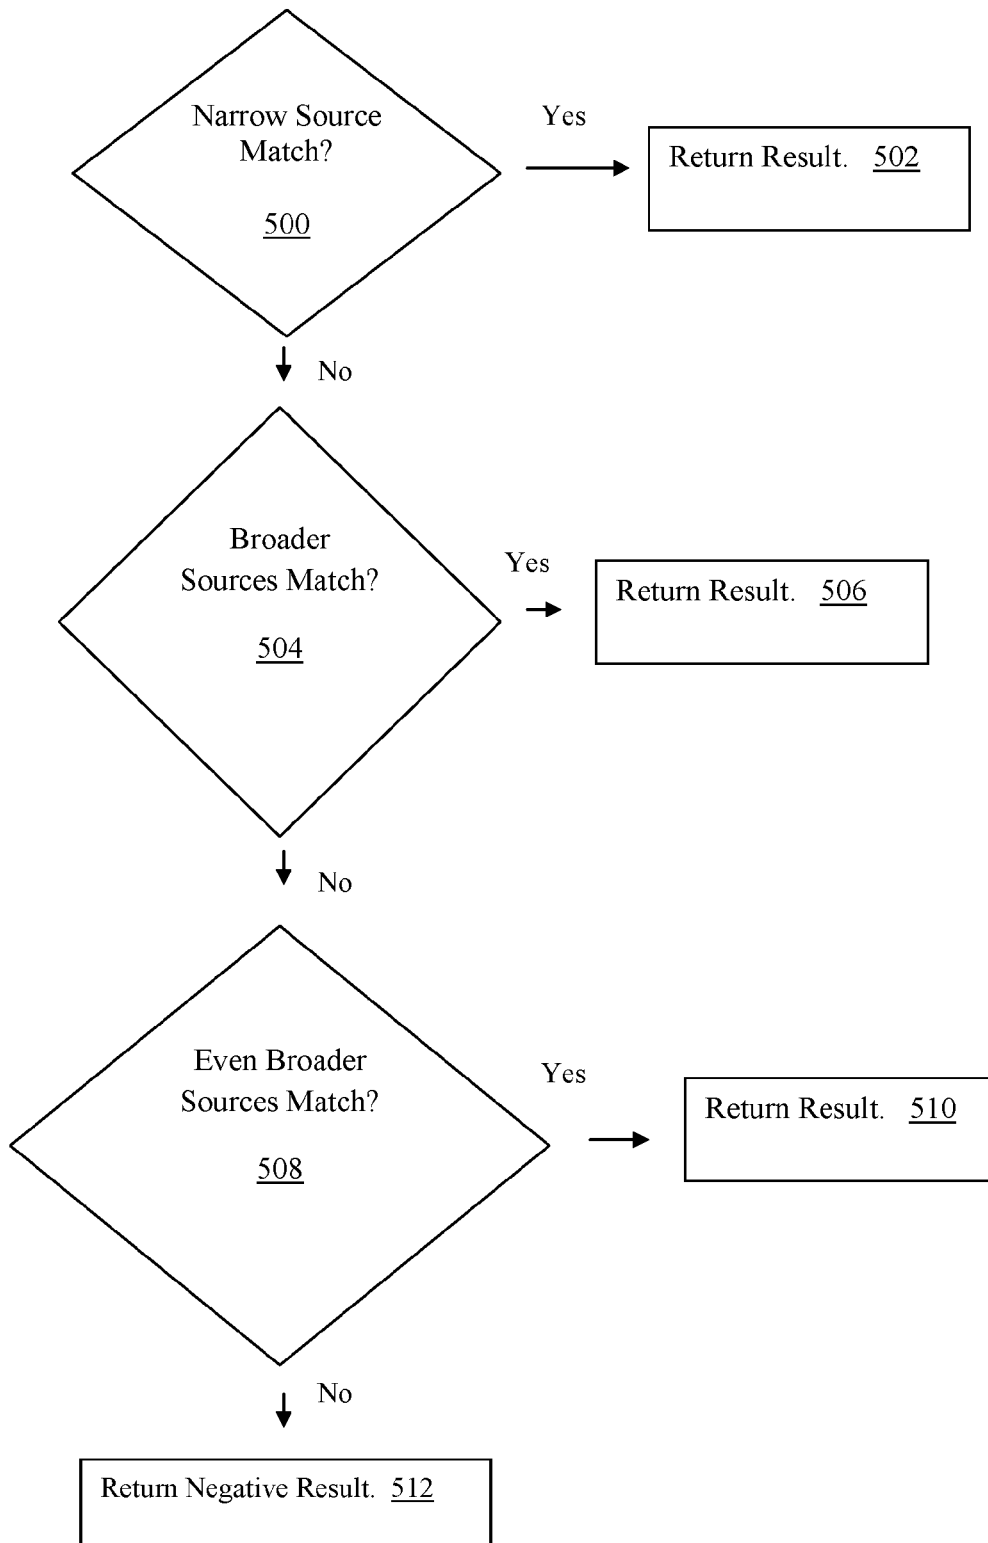 Narrow Source
Match?
500
Yes
Return Result. 502
No
Broader
Sources Match?
504
Yes
Return Result. 506
No
Even Broader
Sources Match?
508
Yes
Return Result. 510
No
Return Negative Result. 512